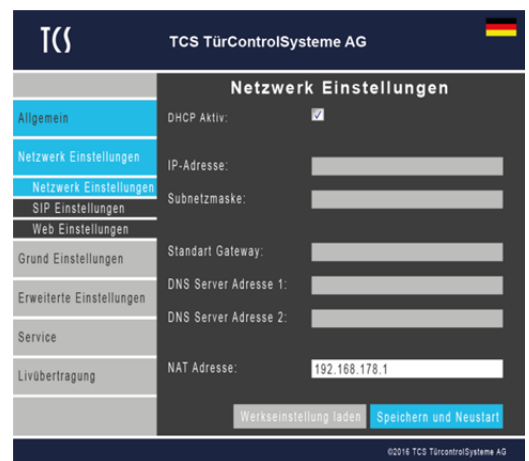 TCS TCS TürControlSysteme AG
Netzwerk Einstellungen
Allgemein
DHCP Aktiv:
Netzwerk Einstellungen
IP-Adresse:
Netzwerk Einstellungen
Subnetzmaske:
SIP Einstellungen
Web Einstellungen
Grund Einstellungen
Standart Gateway:
DNS Server Adresse 1:
Erweiterte Einstellungen
DNS Server Adresse 2:
Service
Livübertragung
NAT Adresse: 192.168.178.1
Werkseinstellung laden Speichern und Neustart
©2016 TCS TürcontrolSysteme AG